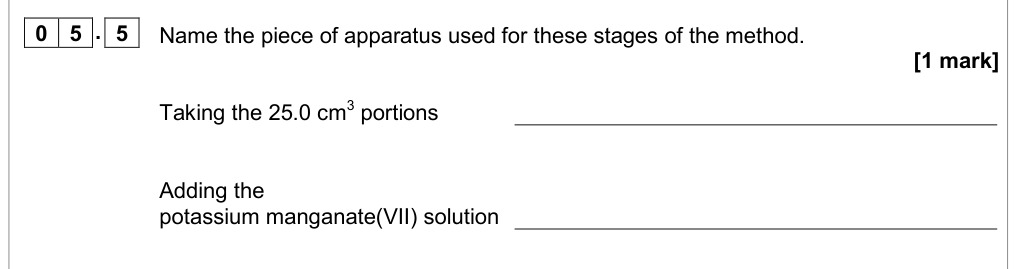 0 5 . 5 Name the piece of apparatus used for these stages of the method.
[1 mark]
Taking the 25.0 cm³ portions
Adding the
potassium manganate(VII) solution